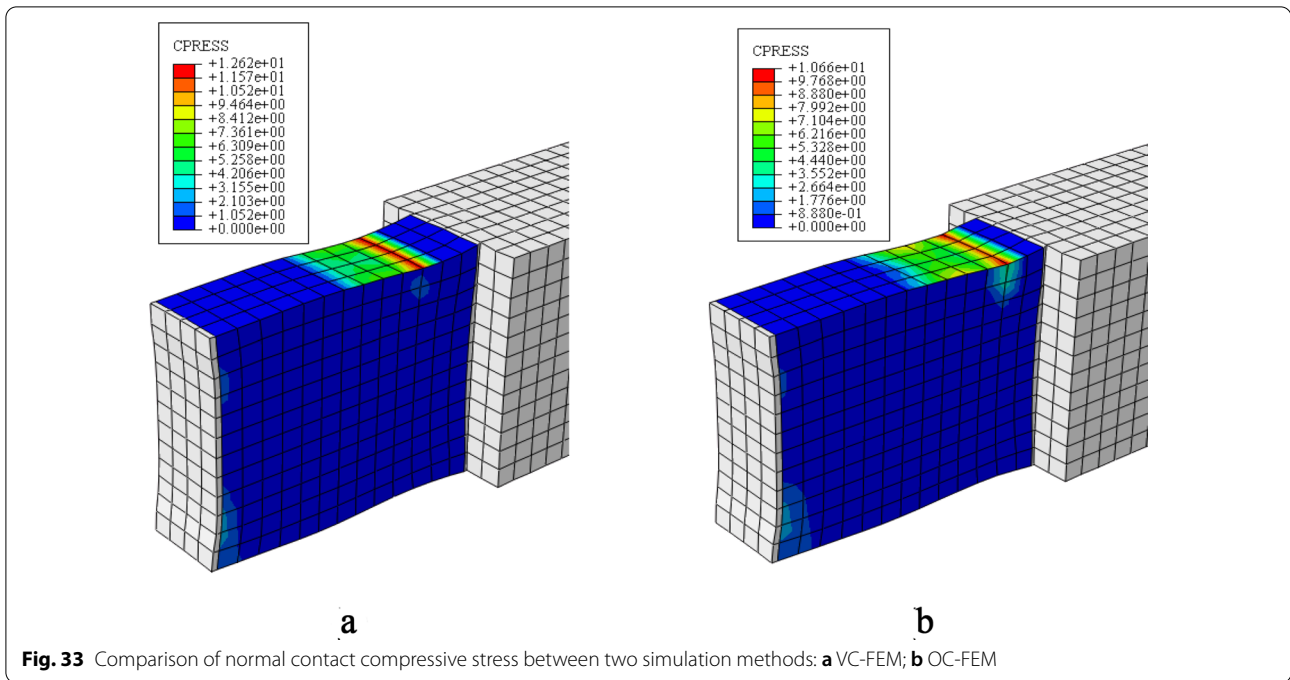 CPRESS
+1.262e+01
+1.157e+01
+1.052e+01
+9.464e+00
+8.412e+00
+7.361e+00
+6.309e+00
+5.258e+00
+4.206e+00
+3.155e+00
+2.103e+00
+1.052e+00
+0.000e+00
CPRESS
+1.066e+01
+9.768e+00
+8.880e+00
+7.992e+00
+7.104e+00
+6.216e+00
+5.328e+00
+4.440e+00
+3.552e+00
+2.664e+00
+1.776e+00
+8.880e-01
+0.000e+00
a
b
Fig. 33 Comparison of normal contact compressive stress between two simulation methods: a VC-FEM; b OC-FEM